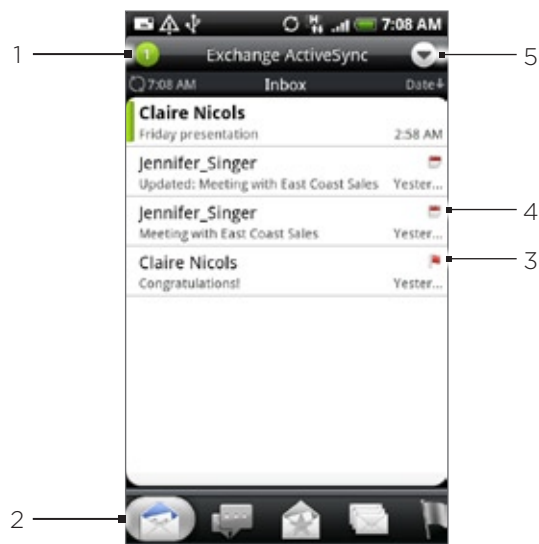 7:08 AM
1 1 Exchange ActiveSync 5
7:08 AM Inbox Date
Claire Nicols
Friday presentation 2:58 AM
Jennifer_Singer
Updated: Meeting with East Coast Sales Yester...
Jennifer_Singer 4
Meeting with East Coast Sales Yester...
Claire Nicols 3
Congratulations! Yester...
2